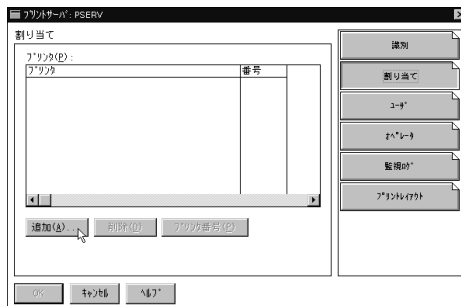 ﾌﾟﾘﾝﾄｻｰﾊﾞ: PSERV
割り当て
ﾌﾟﾘﾝﾀ(P):
ﾌﾟﾘﾝﾀ 番号
追加(A)... 削除(D) ﾌﾟﾘﾝﾀ番号(P)
OK ｷｬﾝｾﾙ ﾍﾙﾌﾟ
識別
割り当て
ﾕｰｻﾞ
ｵﾍﾟﾚｰﾀ
監視ﾛｸﾞ
ﾌﾟﾘﾝﾄﾚｲｱｳﾄ